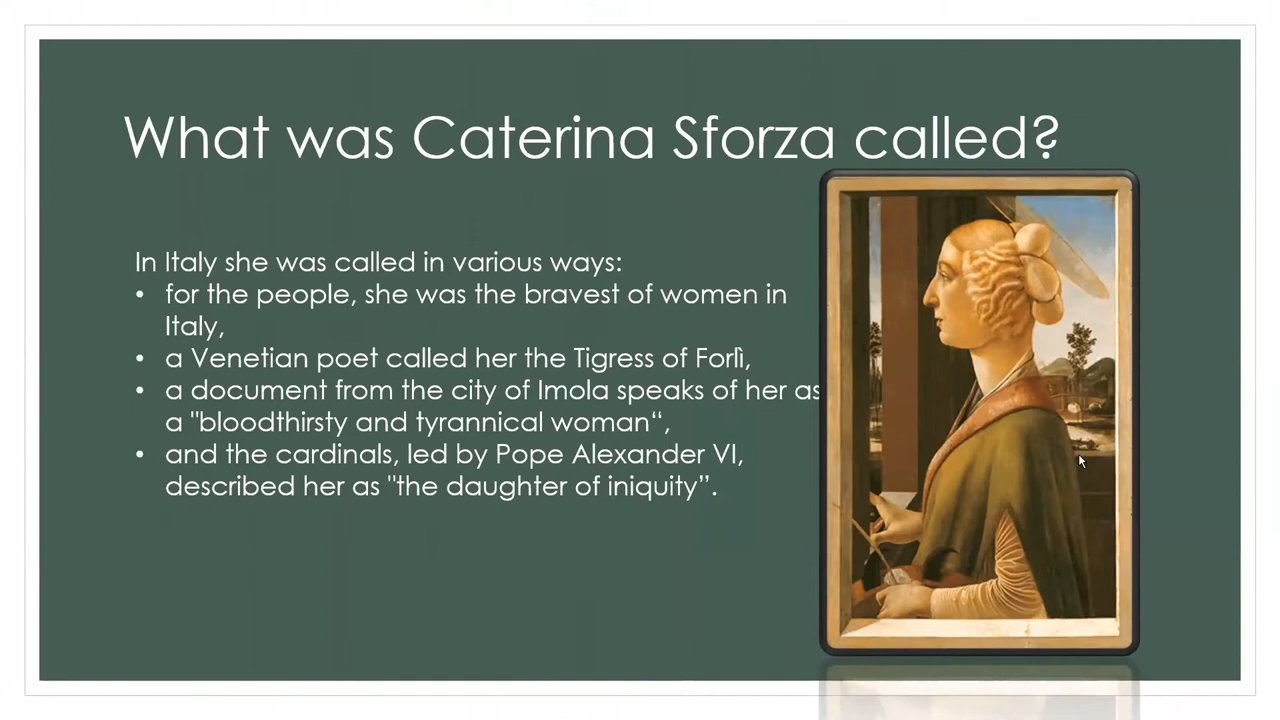 What was Caterina Sforza called?
In Italy she was called in various ways:
• for the people, she was the bravest of women in
Italy,
• a Venetian poet called her the Tigress of Forlì,
• a document from the city of Imola speaks of her as
a "bloodthirsty and tyrannical woman“,
• and the cardinals, led by Pope Alexander VI,
described her as "the daughter of iniquity”.